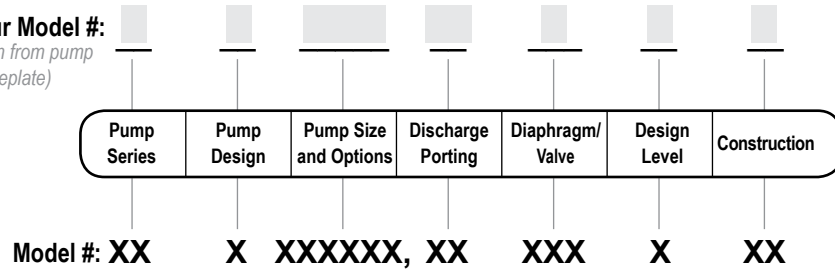 r Model #:
n from pump
eplate)
Pump Series
Pump Design
Pump Size and Options
Discharge Porting
Diaphragm/ Valve
Design Level
Construction
Model #: XX X XXXXXX, XX XXX X XX